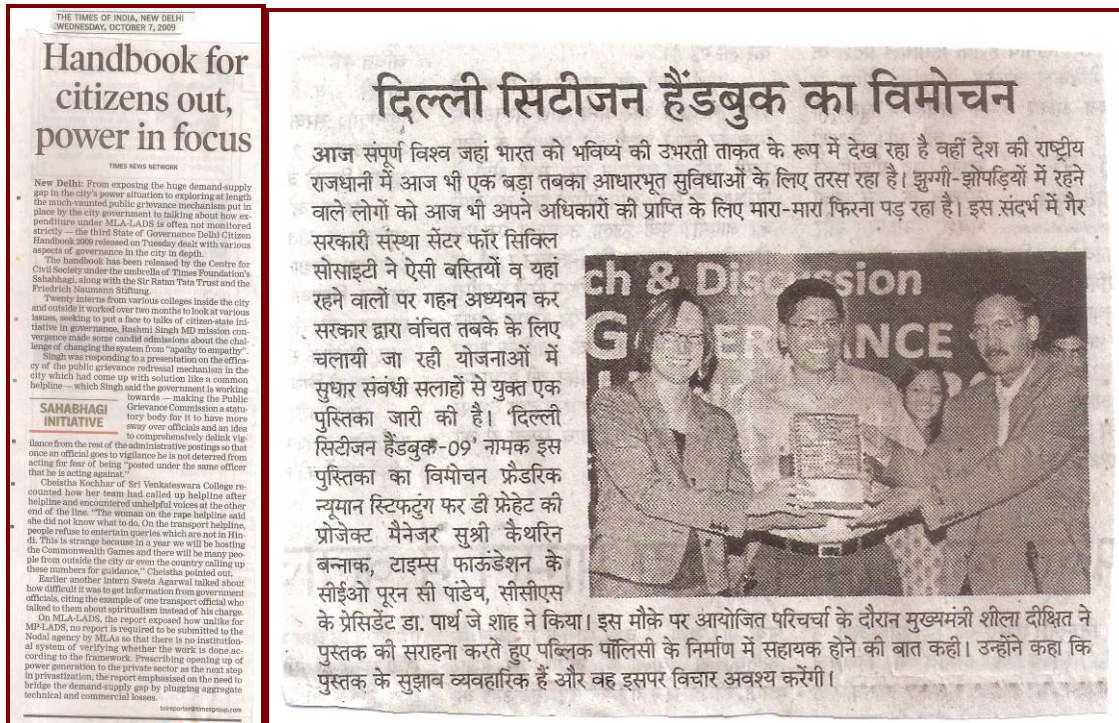 THE TIMES OF INDIA, NEW DELHI
WEDNESDAY, OCTOBER 7, 2009
Handbook for
citizens out,
power in focus
TIMES NEWS NETWORK
New Delhi: From exposing the huge demand-supply
gap in the city's power situation to exploring at length
the much-vaunted public grievance mechanism put in
place by the city government to talking about how ex-
penditure under MLA-LADS is often not monitored
strictly — the third State of Governance Delhi Citizen
Handbook 2009 released on Tuesday dealt with various
aspects of governance in the city in depth.
The handbook has been released by the Centre for
Civil Society under the umbrella of Times Foundation's
Sahabhagi, along with the Sir Ratan Tata Trust and the
Friedrich Naumann Stiftung.
Twenty interns from various colleges inside the city
and outside it worked over two months to look at various
issues, seeking to put a face to talks of citizen-state ini-
tiative in governance. Rashmi Singh MD mission con-
vergence made some candid admissions about the chal-
lenge of changing the system from "apathy to empathy".
Singh was responding to a presentation on the effica-
cy of the public grievance redressal mechanism in the
city which had come up with solution like a common
helpline — which Singh said the government is working
towards — making the Public
Grievance Commission a statu-
tory body for it to have more
sway over officials and an idea
to comprehensively delink vig-
SAHABHAGI
INITIATIVE
ilance from the rest of the administrative postings so that
once an official goes to vigilance he is not deterred from
acting for fear of being "posted under the same officer
that he is acting against."
Cheistha Kochhar of Sri Venkateswara College re-
counted how her team had called up helpline after
helpline and encountered unhelpful voices at the other
end of the line. "The woman on the rape helpline said
she did not know what to do. On the transport helpline,
people refuse to entertain queries which are not in Hin-
di. This is strange because in a year we will be hosting
the Commonwealth Games and there will be many peo-
ple from outside the city or even the country calling up
these numbers for guidance," Cheistha pointed out.
Earlier another intern Sweta Agarwal talked about
how difficult it was to get information from government
officials, citing the example of one transport official who
talked to them about spiritualism instead of his charge.
On MLA-LADS, the report exposed how unlike for
MP-LADS, no report is required to be submitted to the
Nodal agency by MLAs so that there is no institution-
al system of verifying whether the work is done ac-
cording to the framework. Prescribing opening up of
power generation to the private sector as the next step
in privastization, the report emphasised on the need to
bridge the demand-supply gap by plugging aggregate
technical and commercial losses.
toireporter@timesgroup.com
दिल्ली सिटीजन हैंडबुक का विमोचन
आज संपूर्ण विश्व जहां भारत को भविष्य की उभरती ताकत के रूप में देख रहा है वहीं देश की राष्ट्रीय
राजधानी में आज भी एक बड़ा तबका आधारभूत सुविधाओं के लिए तरस रहा है। झुग्गी-झोपड़ियों में रहने
वाले लोगों को आज भी अपने अधिकारों की प्राप्ति के लिए मारा-मारा फिरना पड़ रहा है। इस संदर्भ में गैर
सरकारी संस्था सेंटर फॉर सिविल
सोसाइटी ने ऐसी बस्तियों व यहां
रहने वालों पर गहन अध्ययन कर
सरकार द्वारा वंचित तबके के लिए
चलायी जा रही योजनाओं में
सुधार संबंधी सलाहों से युक्त एक
पुस्तिका जारी की है। 'दिल्ली
सिटीजन हैंडबुक-09' नामक इस
पुस्तिका का विमोचन फ्रैडरिक
न्यूमान स्टिफटुंग फर डी फ्रेहेट की
प्रोजेक्ट मैनेजर सुश्री कैथरिन
बन्नाक, टाइम्स फाऊंडेशन के
सीईओ पूरन सी पांडेय, सीसीएस
के प्रेसिडेंट डा. पार्थ जे शाह ने किया। इस मौके पर आयोजित परिचर्चा के दौरान मुख्यमंत्री शीला दीक्षित ने
पुस्तक की सराहना करते हुए पब्लिक पॉलिसी के निर्माण में सहायक होने की बात कही। उन्होंने कहा कि
पुस्तक के सुझाव व्यवहारिक हैं और वह इसपर विचार अवश्य करेंगी।
ch & Di sion
G ER NCE